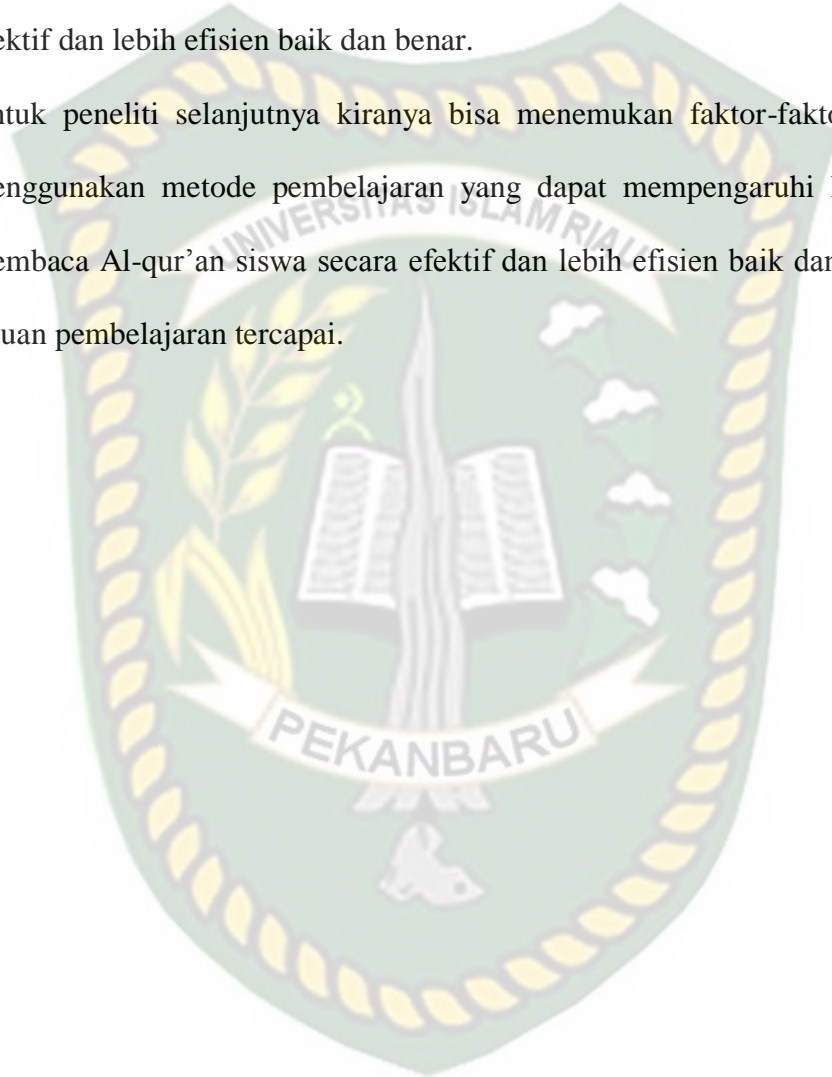 ektif dan lebih efisien baik dan benar.
ntuk peneliti selanjutnya kiranya bisa menemukan faktor-fakto
enggunakan metode pembelajaran yang dapat mempengaruhi
embaca Al-qur’an siswa secara efektif dan lebih efisien baik dan
uan pembelajaran tercapai.
UNIVERSITAS ISLAM RIAU
PEKANBARU